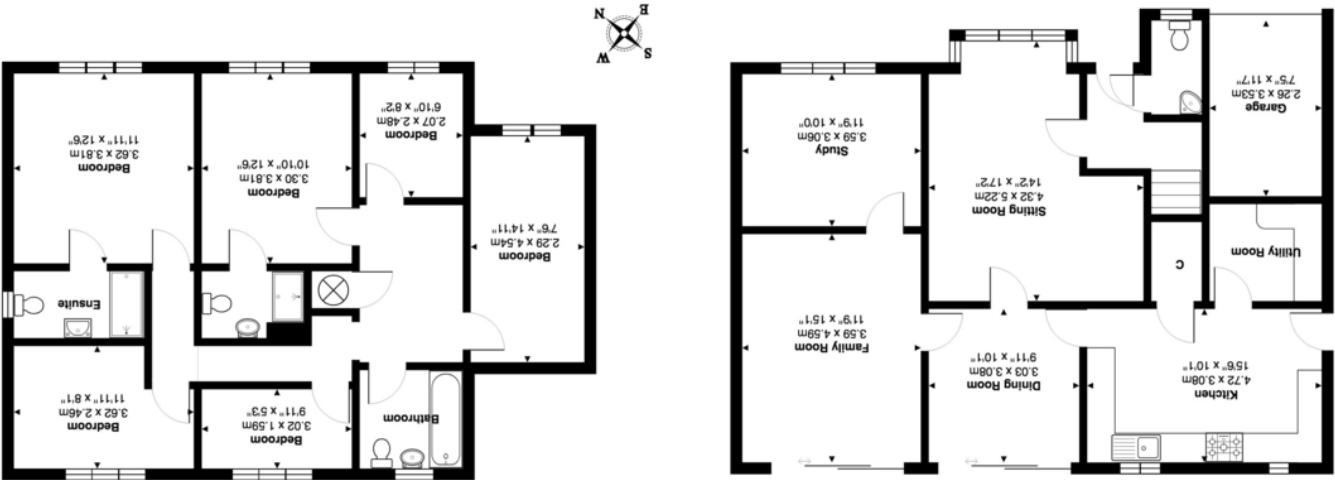 Kitchen
4.72 x 3.08m
15'6" x 10'1"
Dining Room
3.03 x 3.08m
9'11" x 10'1"
Family Room
3.59 x 4.59m
11'9" x 15'1"
Utility Room
C
Sitting Room
4.32 x 5.22m
14'2" x 17'2"
Study
3.59 x 3.06m
11'9" x 10'0"
Garage
2.26 x 3.53m
7'5" x 11'7"
Bathroom
Bedroom
3.02 x 1.59m
9'11" x 5'3"
Bedroom
3.62 x 2.46m
11'11" x 8'1"
Ensuite
Bedroom
2.29 x 4.54m
7'6" x 14'11"
Bedroom
2.07 x 2.48m
6'10" x 8'2"
Bedroom
3.30 x 3.81m
10'10" x 12'6"
Bedroom
3.62 x 3.81m
11'11" x 12'6"
S
W
E
N